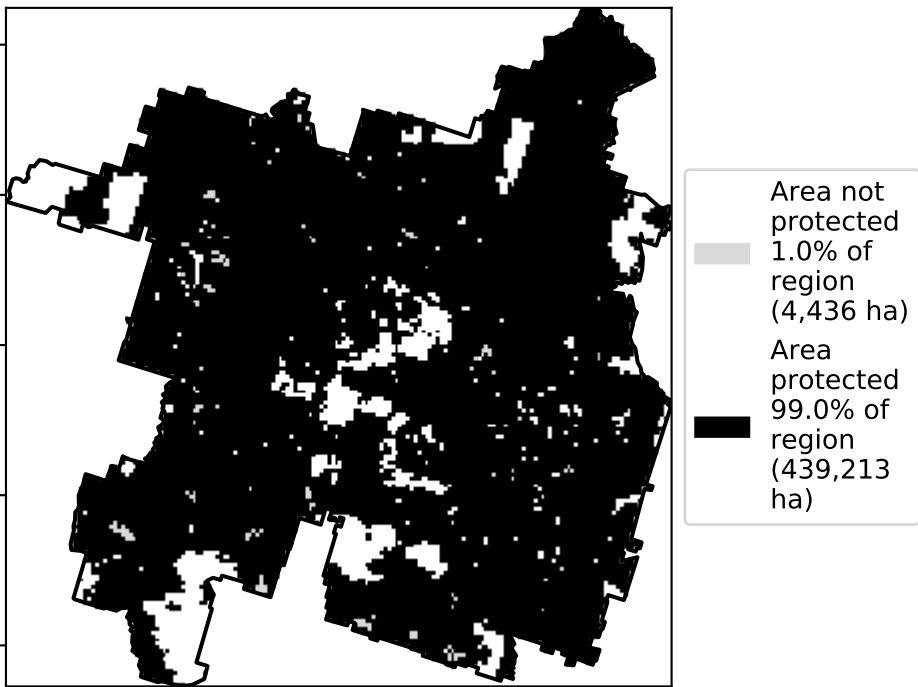 Area not
protected
1.0% of
region
(4,436 ha)
Area
protected
99.0% of
region
(439,213
ha)